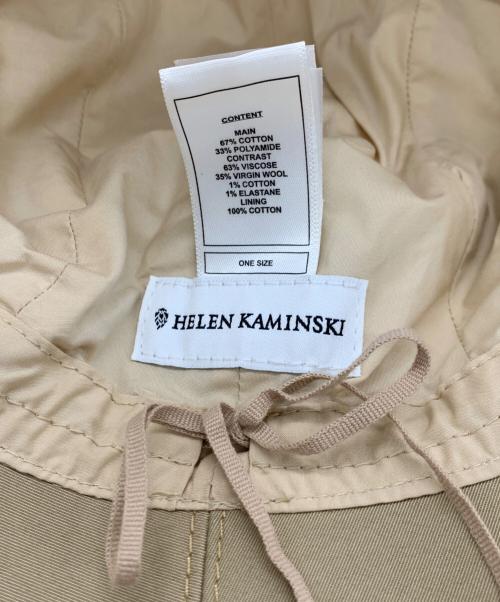 CONTENT
MAIN
67% COTTON
33% POLYAMIDE
CONTRAST
63% VISCOSE
35% VIRGIN WOOL
1% COTTON
1% ELASTANE
LINING
100% COTTON
ONE SIZE
HELEN KAMINSKI